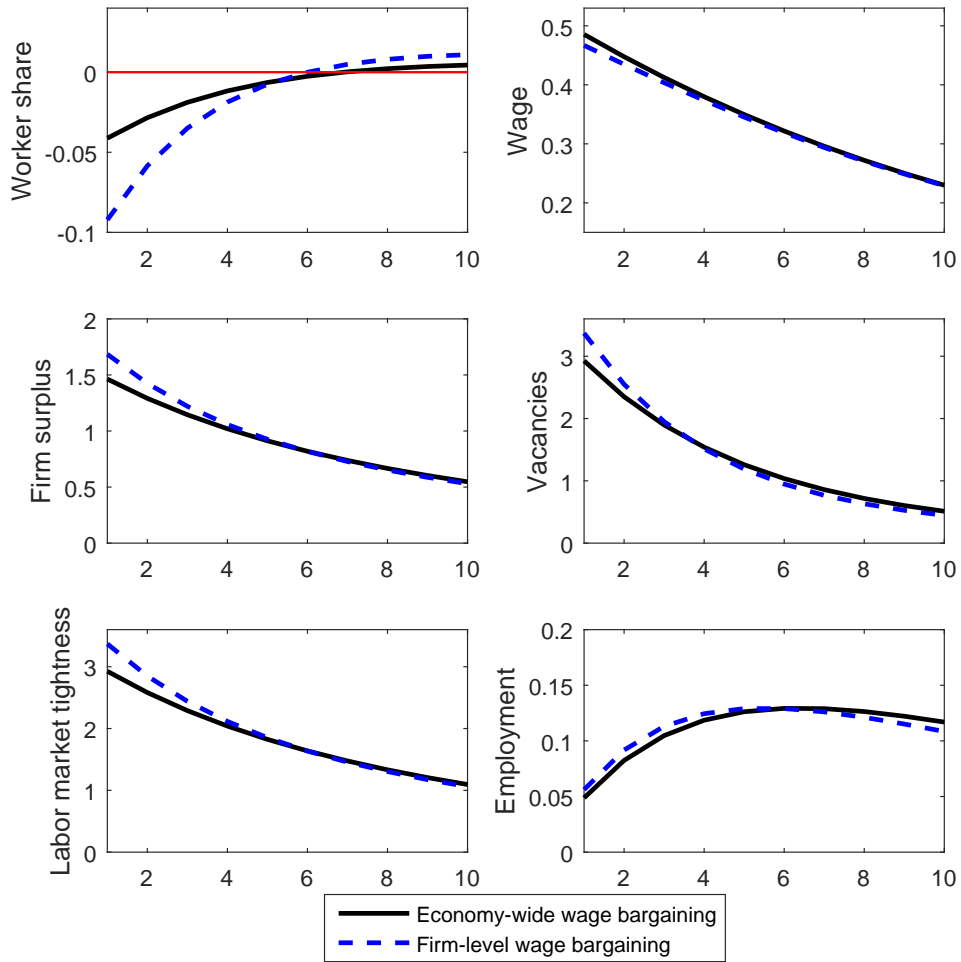 Worker share
0
-0.05
-0.1
2 4 6 8 10
Wage
0.5
0.4
0.3
0.2
2 4 6 8 10
Firm surplus
2
1.5
1
0.5
0
2 4 6 8 10
Vacancies
3
2
1
0
2 4 6 8 10
Labor market tightness
3
2
1
0
2 4 6 8 10
Employment
0.2
0.15
0.1
0.05
0
2 4 6 8 10
Economy-wide wage bargaining
Firm-level wage bargaining